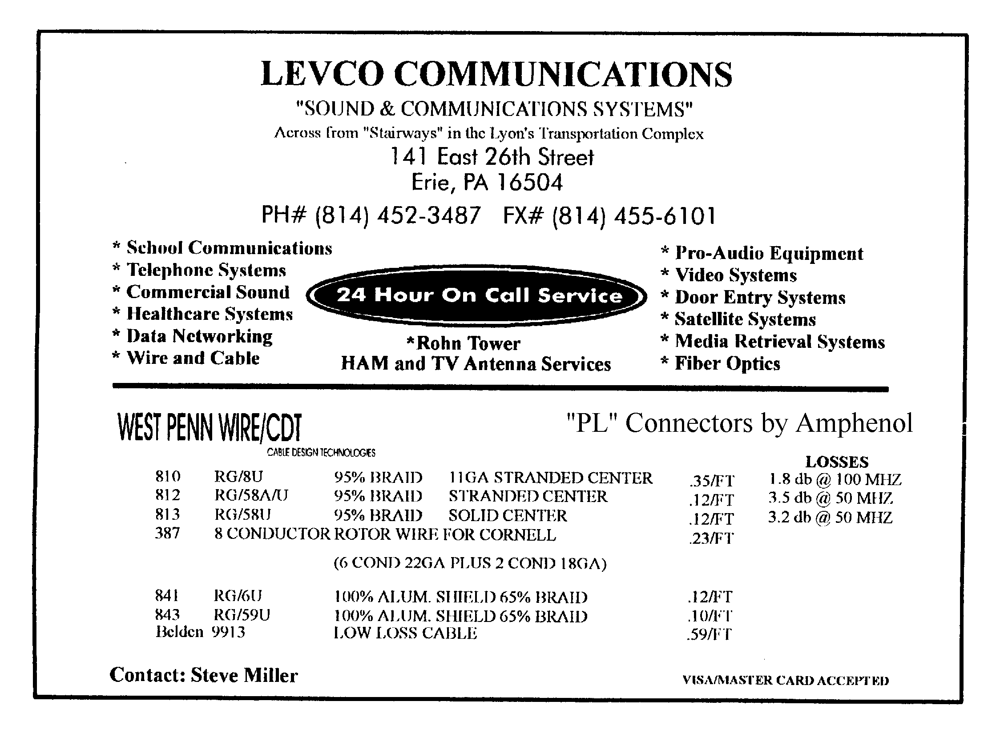 LEVCO COMMUNICATIONS
"SOUND & COMMUNICATIONS SYSTEMS"
Across from "Stairways" in the Lyon's Transportation Complex
141 East 26th Street
Erie, PA 16504
PH# (814) 452-3487 FX# (814) 455-6101
* School Communications
* Telephone Systems
* Commercial Sound
* Healthcare Systems
* Data Networking
* Wire and Cable
24 Hour On Call Service
*Rohn Tower
HAM and TV Antenna Services
* Pro-Audio Equipment
* Video Systems
* Door Entry Systems
* Satellite Systems
* Media Retrieval Systems
* Fiber Optics
WEST PENN WIRE/CDT
CABLE DESIGN TECHNOLOGIES
"PL" Connectors by Amphenol
LOSSES
810 RG/8U 95% BRAID 11GA STRANDED CENTER .35/FT 1.8 db @ 100 MHZ
812 RG/58A/U 95% BRAID STRANDED CENTER .12/FT 3.5 db @ 50 MHZ
813 RG/58U 95% BRAID SOLID CENTER .12/FT 3.2 db @ 50 MHZ
387 8 CONDUCTOR ROTOR WIRE FOR CORNELL .23/FT
(6 COND 22GA PLUS 2 COND 18GA)
841 RG/6U 100% ALUM. SHIELD 65% BRAID .12/FT
843 RG/59U 100% ALUM. SHIELD 65% BRAID .10/FT
Belden 9913 LOW LOSS CABLE .59/FT
Contact: Steve Miller
VISA/MASTER CARD ACCEPTED